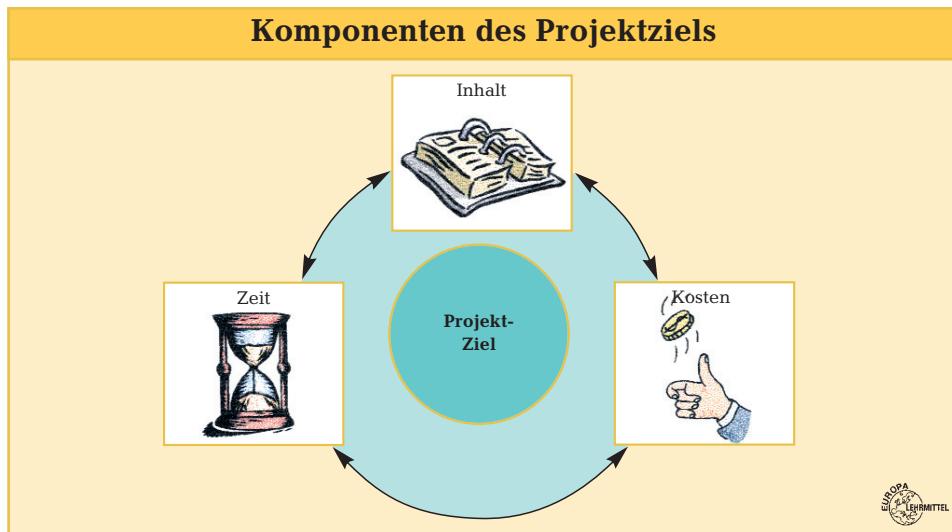 Komponenten des Projektziels
Inhalt
Zeit
Kosten
Projekt-
Ziel
EUROPA
LEHRMITTEL